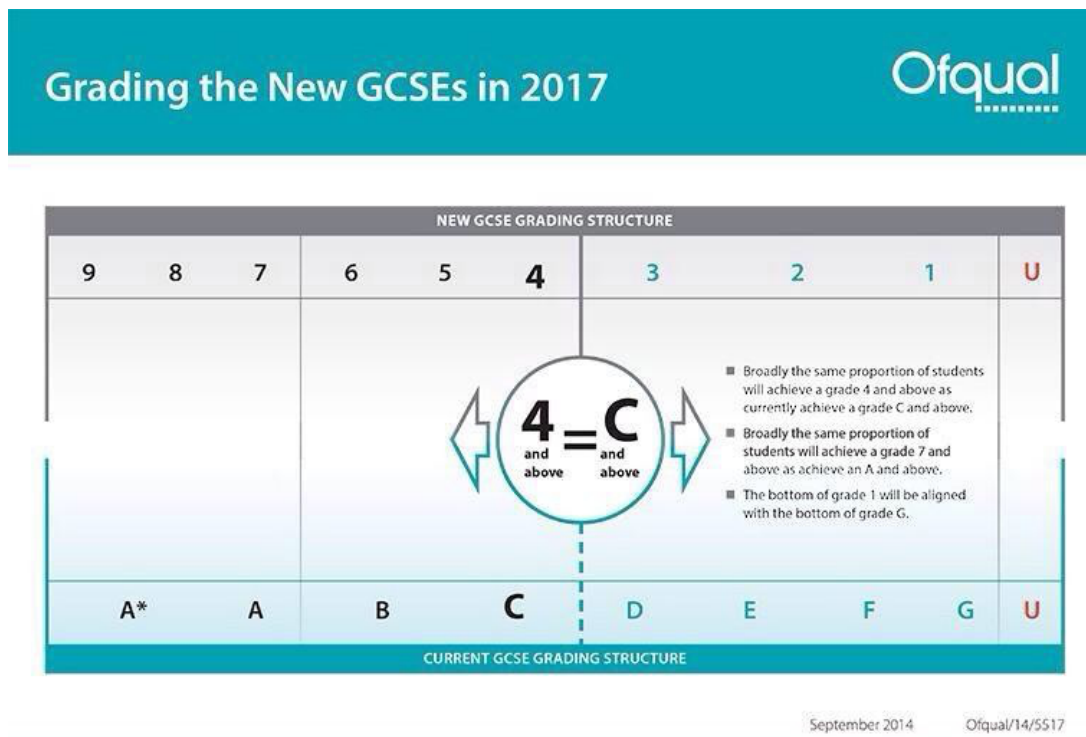 Grading the New GCSEs in 2017
Ofqual
NEW GCSE GRADING STRUCTURE
9 8 7 6 5 4 3 2 1 U
4 = C
and above and above
■ Broadly the same proportion of students
will achieve a grade 4 and above as
currently achieve a grade C and above.
■ Broadly the same proportion of
students will achieve a grade 7 and
above as achieve an A and above.
■ The bottom of grade 1 will be aligned
with the bottom of grade G.
A* A B C D E F G U
CURRENT GCSE GRADING STRUCTURE
September 2014 Ofqual/14/5517